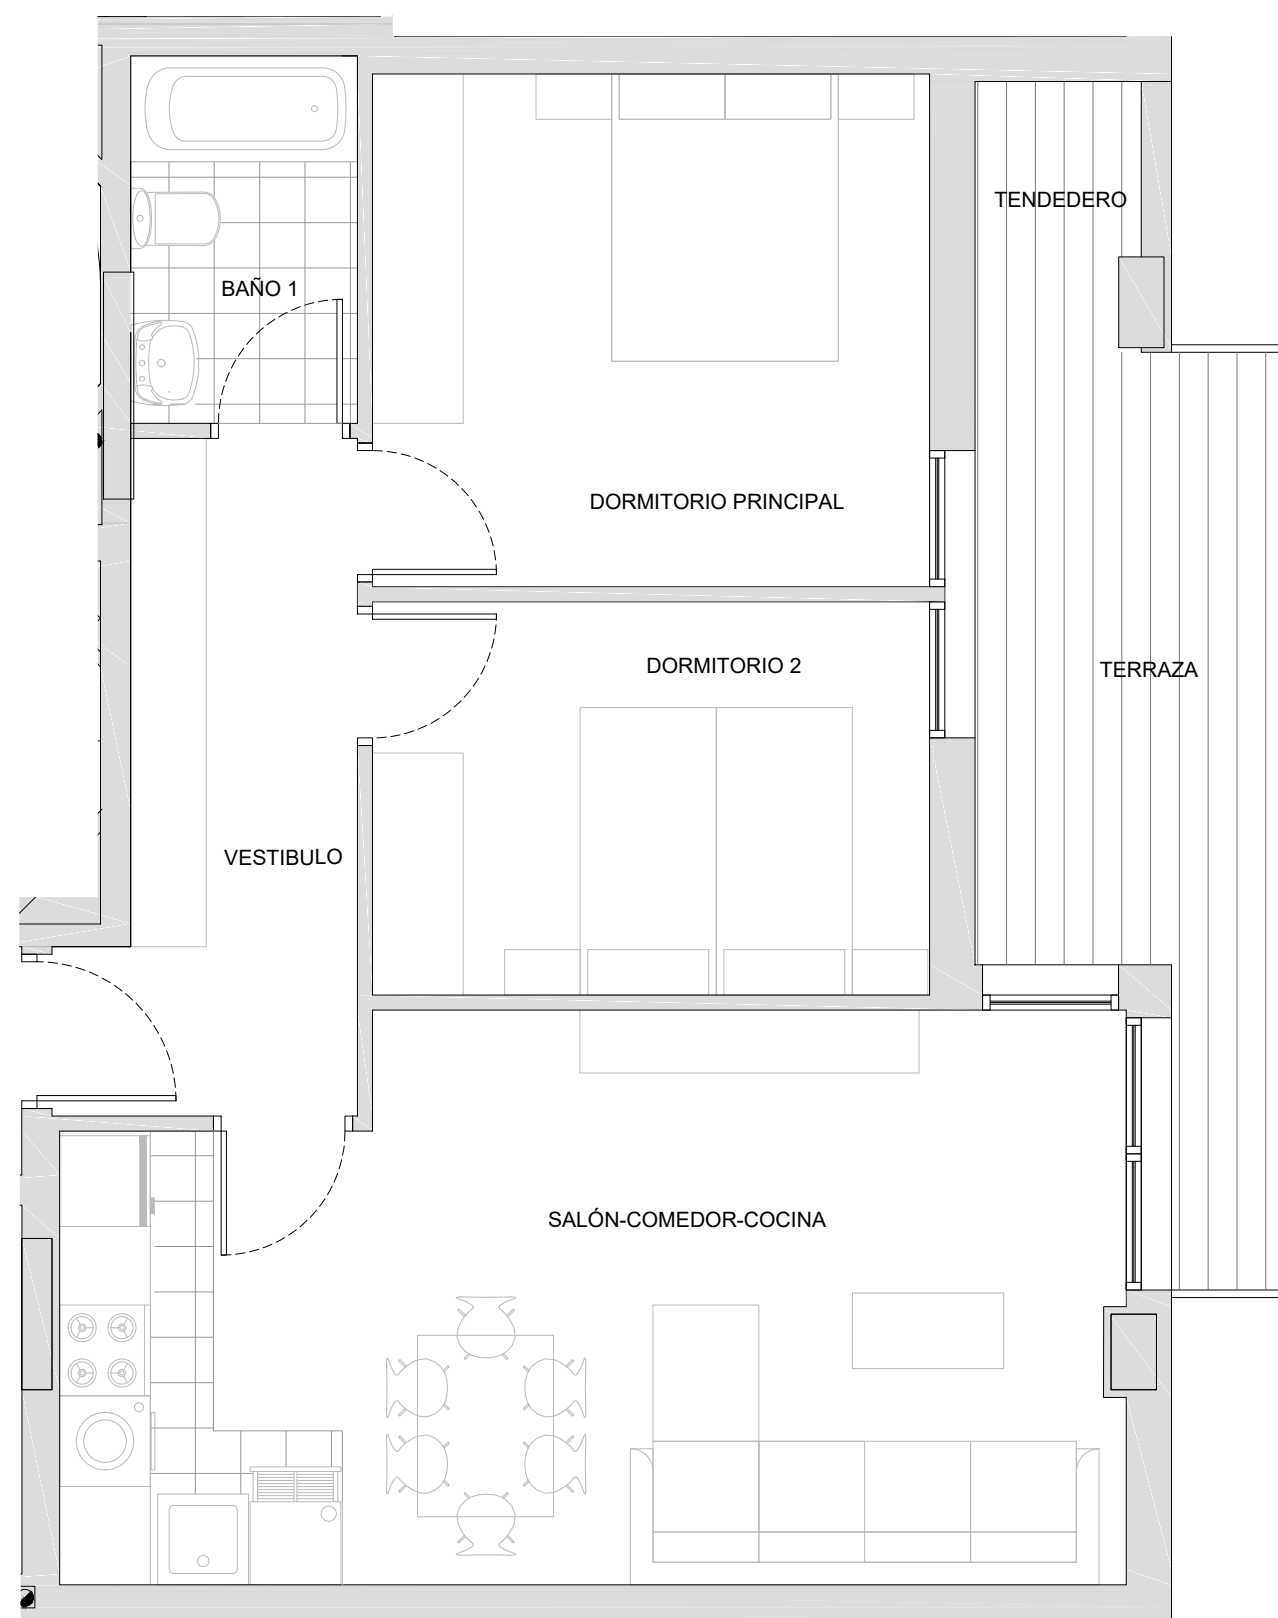 TENDEDERO
BAÑO 1
DORMITORIO PRINCIPAL
DORMITORIO 2
TERRAZA
VESTIBULO
SALÓN-COMEDOR-COCINA